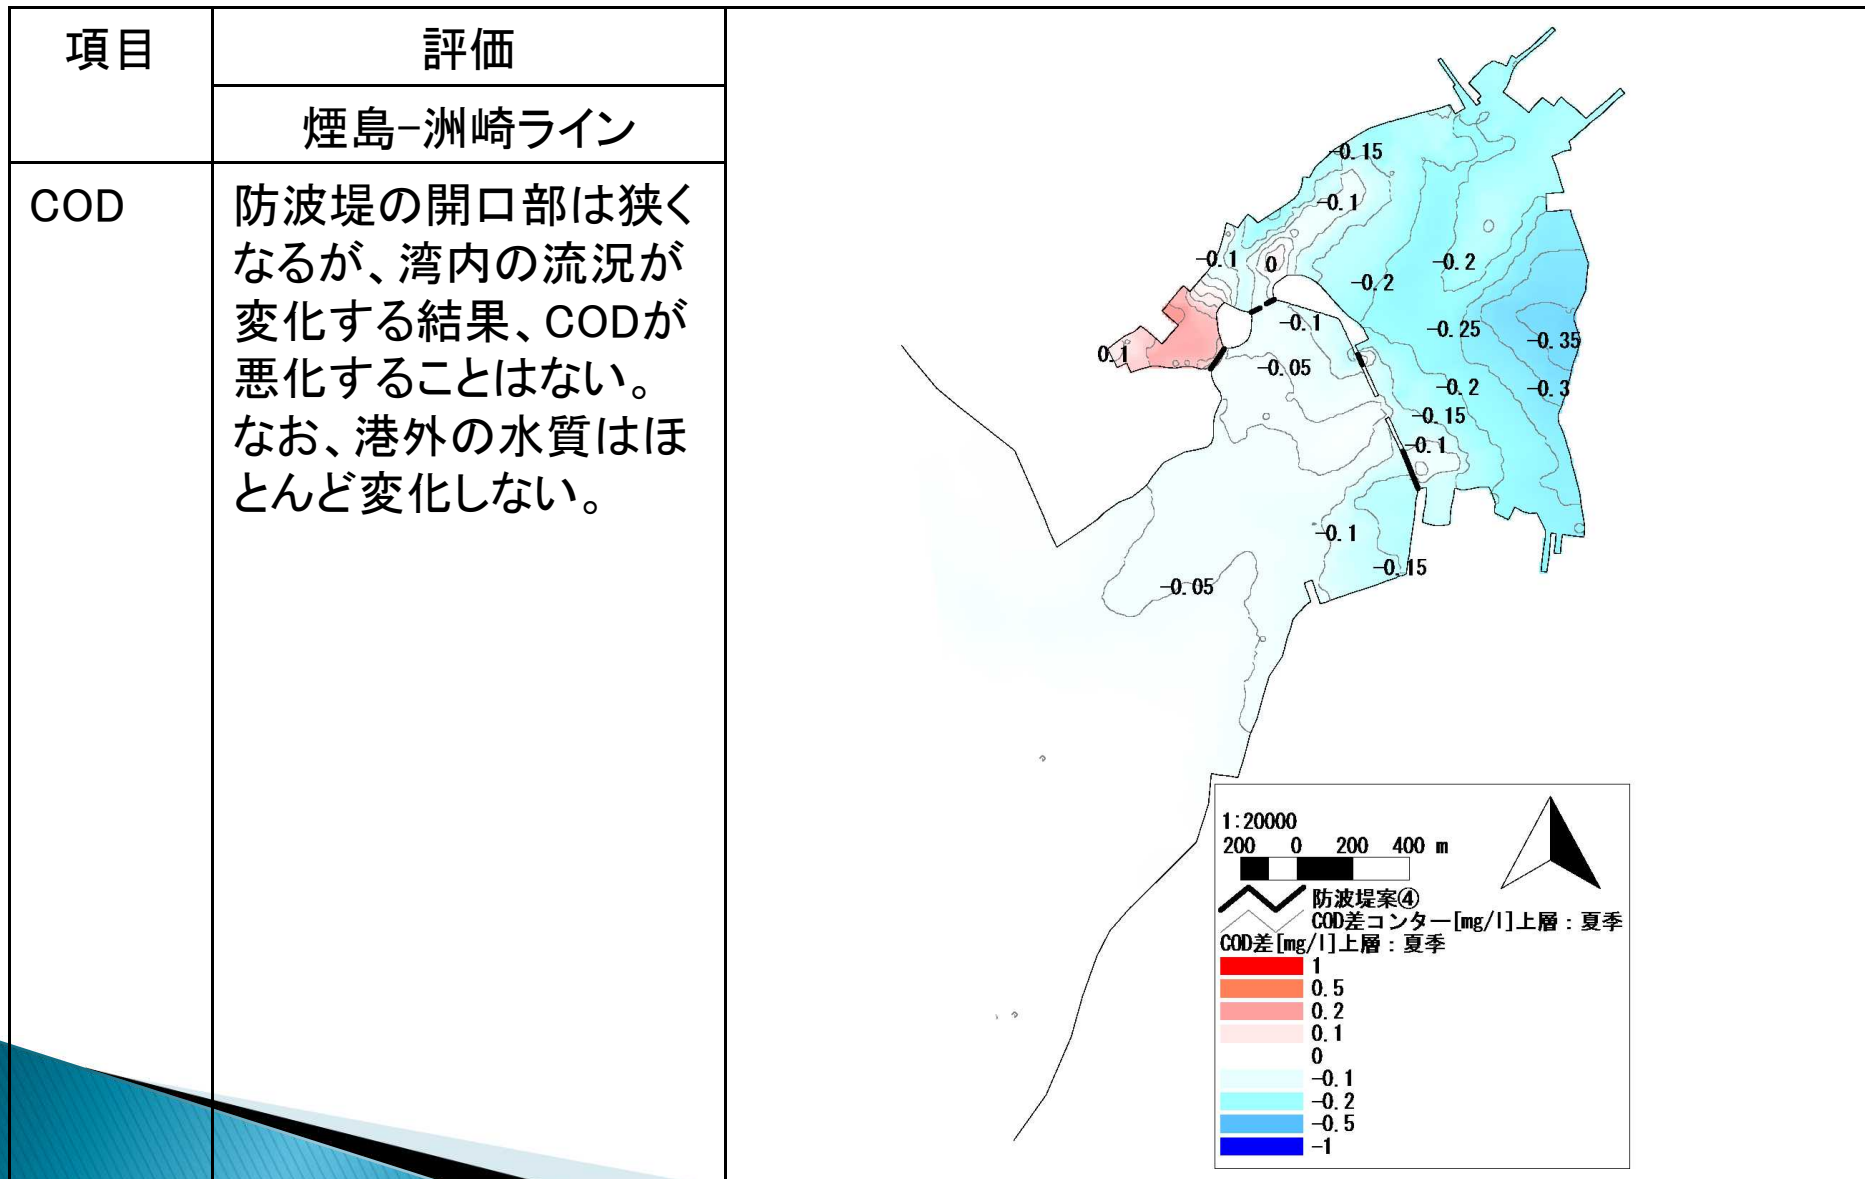 項目
評価
煙島-洲崎ライン
COD
防波堤の開口部は狭く
なるが、湾内の流況が
変化する結果、CODが
悪化することはない。
なお、港外の水質はほ
とんど変化しない。
-0.15
-0.1
-0.1
0
-0.2
-0.2
-0.1
-0.25
-0.35
0.1
-0.05
-0.2
-0.3
-0.15
-0.1
-0.1
-0.15
-0.05
1:20000
200 0 200 400 m
防波堤案④
COD差コンター[mg/l]上層:夏季
COD差[mg/l]上層:夏季
1
0.5
0.2
0.1
0
-0.1
-0.2
-0.5
-1